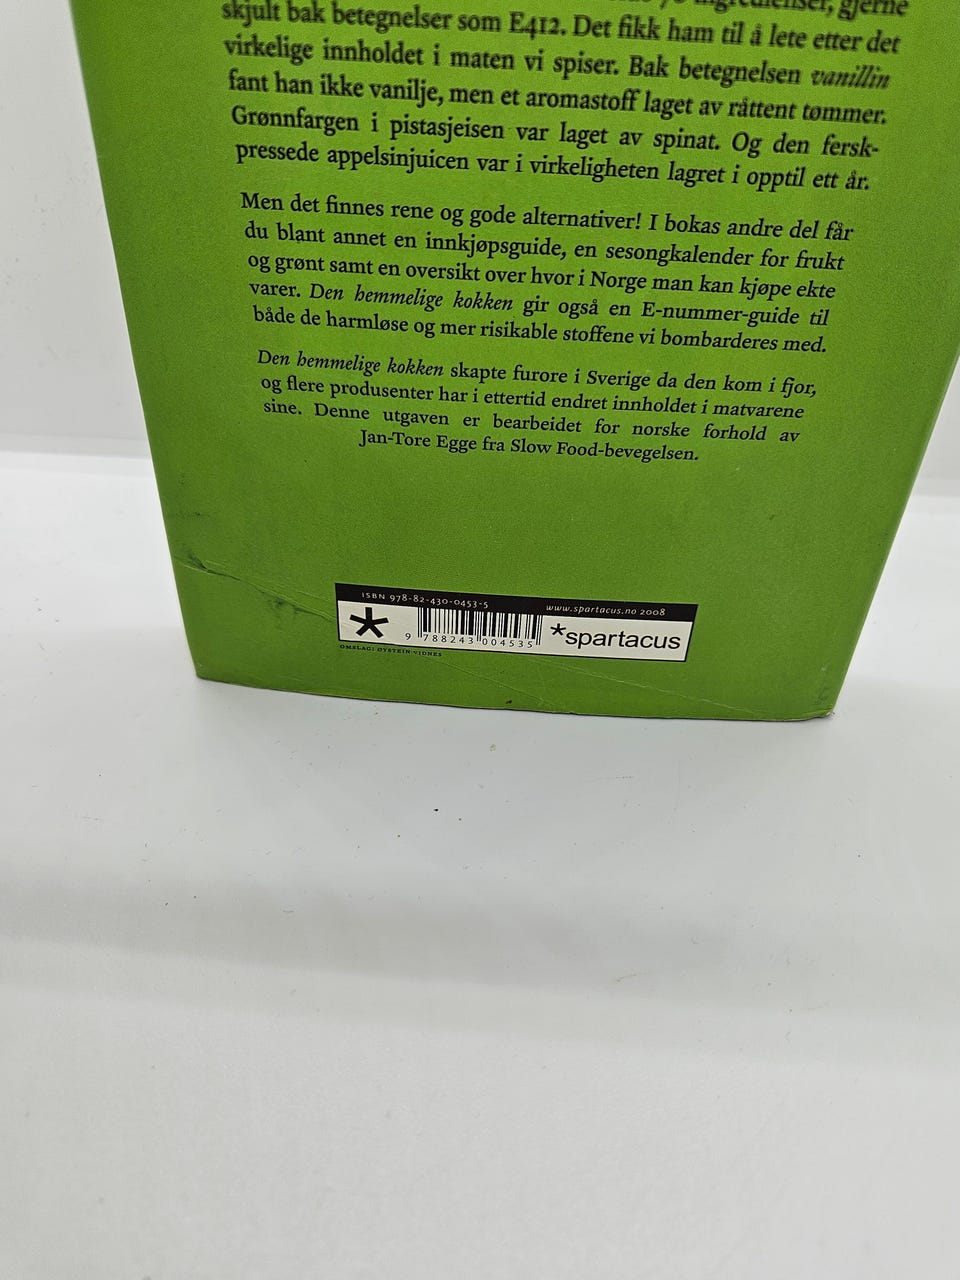 70 ingredienser, gjerne
skjult bak betegnelser som E412. Det fikk ham til å lete etter det
virkelige innholdet i maten vi spiser. Bak betegnelsen vanillin
fant han ikke vanilje, men et aromastoff laget av råttent tømmer.
Grønnfargen i pistasjeisen var laget av spinat. Og den fersk-
pressede appelsinjuicen var i virkeligheten lagret i opptil ett år.
Men det finnes rene og gode alternativer! I bokas andre del får
du blant annet en innkjøpsguide, en sesongkalender for frukt
og grønt samt en oversikt over hvor i Norge man kan kjøpe ekte
varer. Den hemmelige kokken gir også en E-nummer-guide til
både de harmløse og mer risikable stoffene vi bombarderes med.
Den hemmelige kokken skapte furore i Sverige da den kom i fjor,
og flere produsenter har i ettertid endret innholdet i matvarene
sine. Denne utgaven er bearbeidet for norske forhold av
Jan-Tore Egge fra Slow Food-bevegelsen.
ISBN 978-82-430-0453-5 www.spartacus.no 2008
9 788243 004535
*spartacus
OMSLAG: ØYSTEIN VIDNES